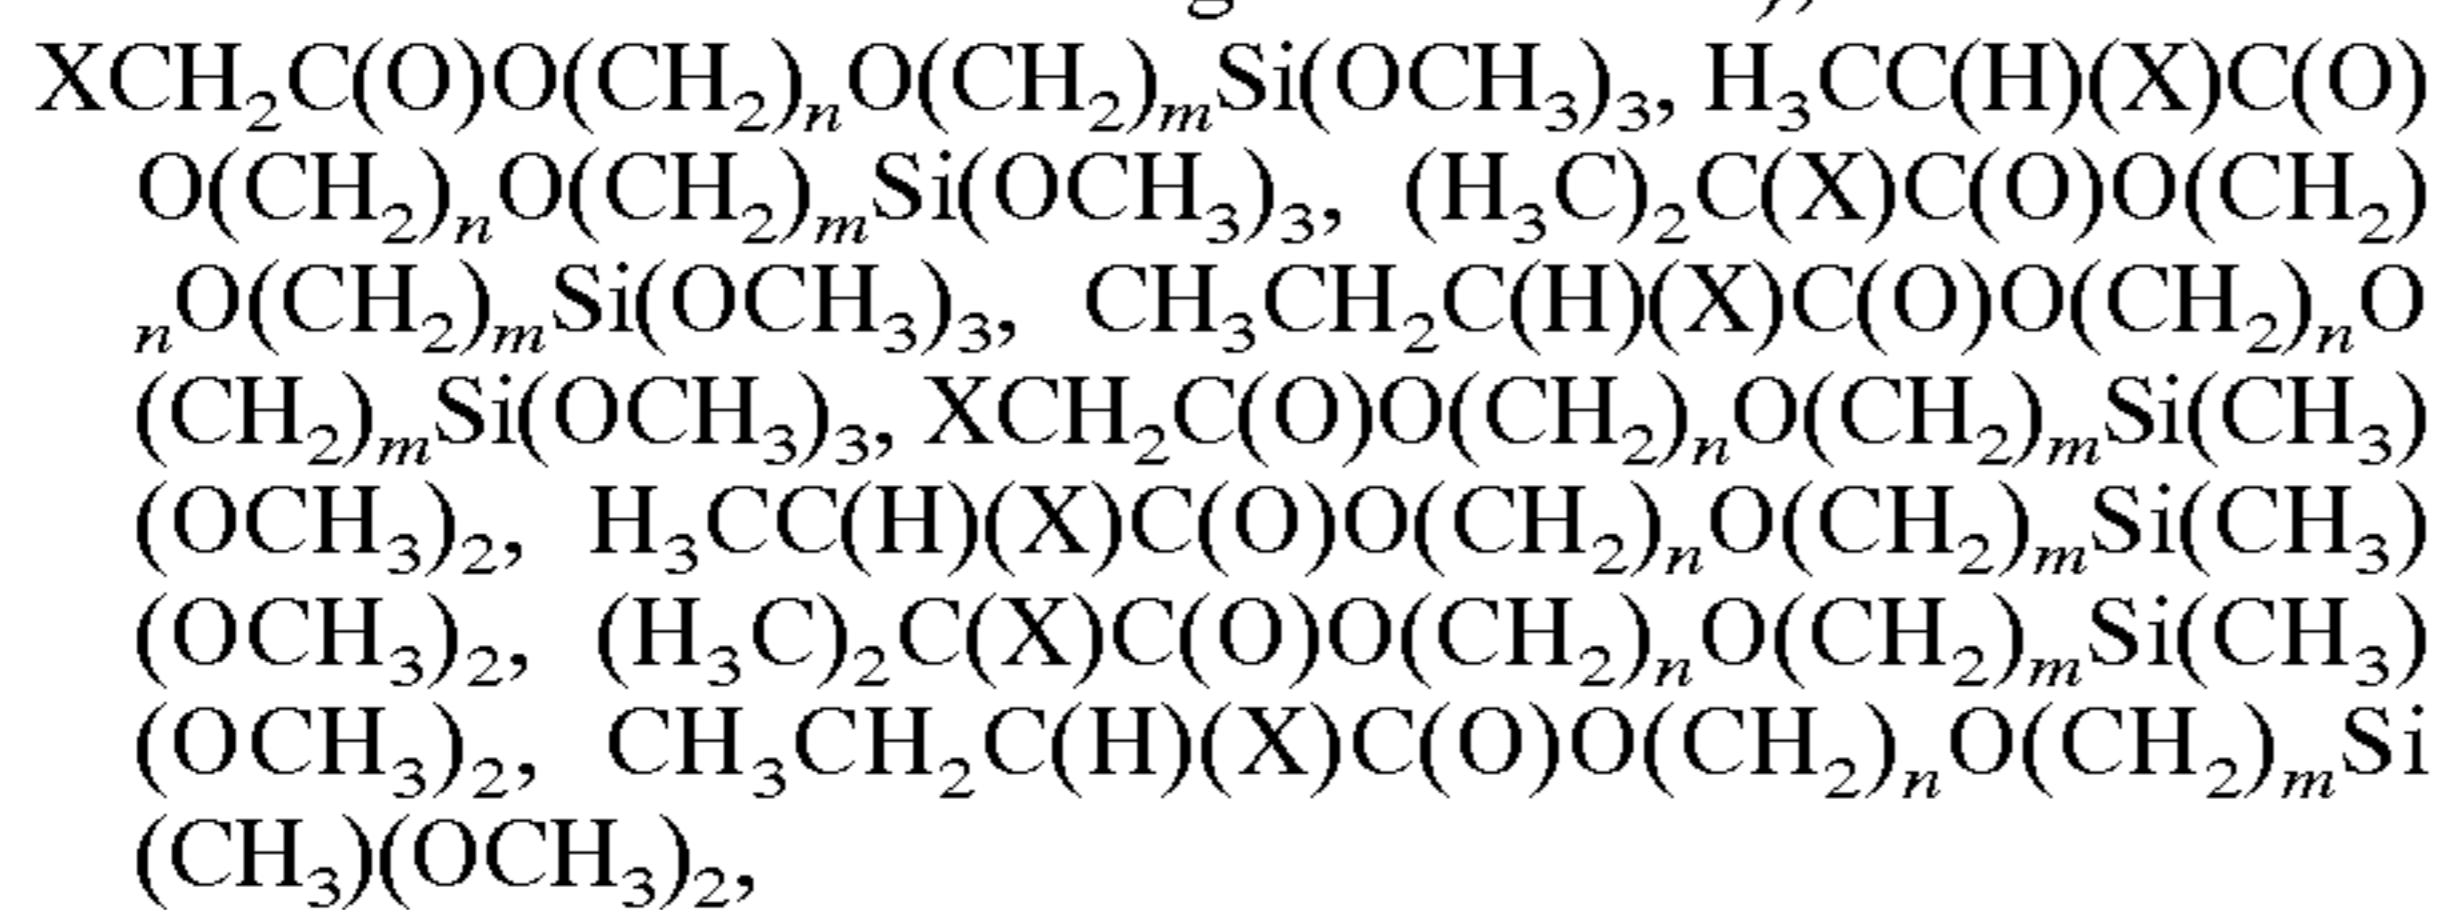 XCH₂C(O)O(CH₂)ₙO(CH₂)ₘSi(OCH₃)₃, H₃CC(H)(X)C(O)
O(CH₂)ₙO(CH₂)ₘSi(OCH₃)₃, (H₃C)₂C(X)C(O)O(CH₂)
ₙO(CH₂)ₘSi(OCH₃)₃, CH₃CH₂C(H)(X)C(O)O(CH₂)ₙO
(CH₂)ₘSi(OCH₃)₃, XCH₂C(O)O(CH₂)ₙO(CH₂)ₘSi(CH₃)
(OCH₃)₂, H₃CC(H)(X)C(O)O(CH₂)ₙO(CH₂)ₘSi(CH₃)
(OCH₃)₂, (H₃C)₂C(X)C(O)O(CH₂)ₙO(CH₂)ₘSi(CH₃)
(OCH₃)₂, CH₃CH₂C(H)(X)C(O)O(CH₂)ₙO(CH₂)ₘSi
(CH₃)(OCH₃)₂,